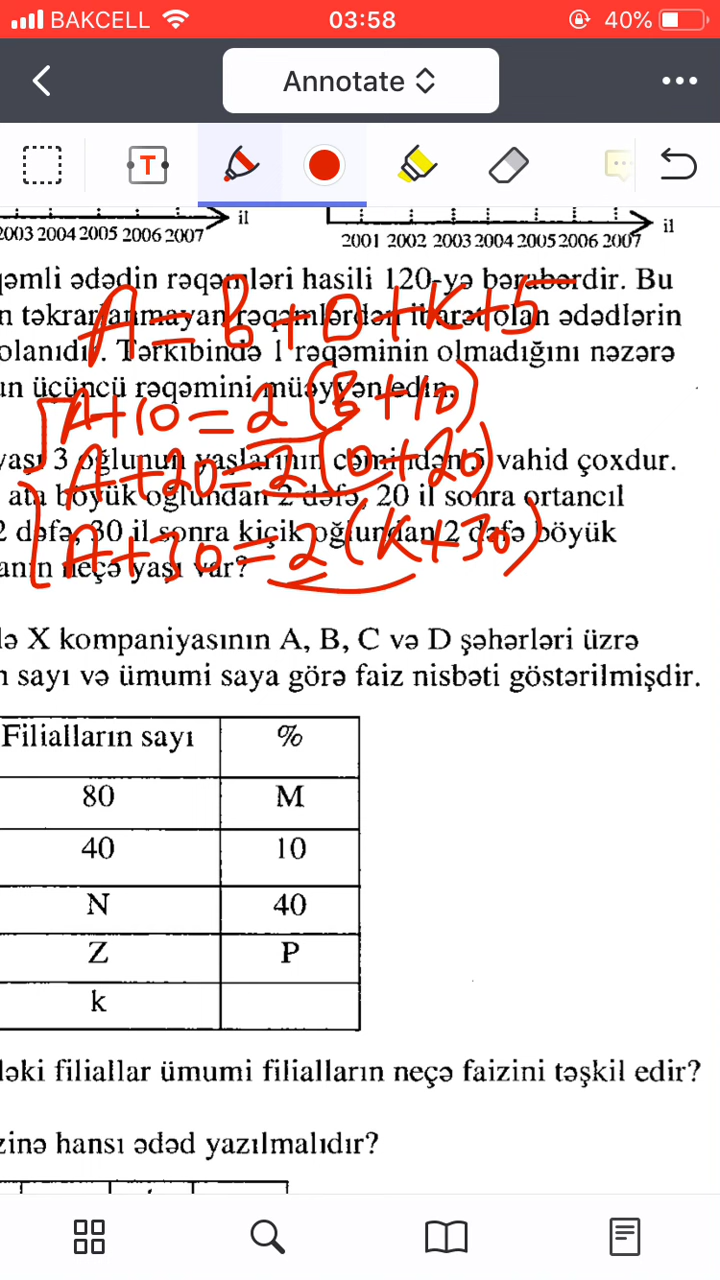 BAKCELL 03:58 40%
Annotate
T
il il
2003 2004 2005 2006 2007 2001 2002 2003 2004 2005 2006 2007
qəmli ədədin rəqəmləri hasili 120-yə bərabərdir. Bu
A = B + O + K + 5
n təkrarlanmayan rəqəmlərdən ibarət olan ədədlərin
olanıdır. Tərkibində 1 rəqəminin olmadığını nəzərə
un üçüncü rəqəmini müəyyən edin.
A+10 = 2(B+10)
yaşı 3 oğlunun yaşlarının cəmindən 5 vahid çoxdur.
A+20 = 2(O+20)
ata böyük oğlundan 2 dəfə, 20 il sonra ortancıl
2 dəfə, 30 il sonra kiçik oğlundan 2 dəfə böyük
A+30 = 2(K+30)
anın neçə yaşı var?
də X kompaniyasının A, B, C və D şəhərləri üzrə
n sayı və ümumi saya görə faiz nisbəti göstərilmişdir.
Filialların sayı %
80 M
40 10
N 40
Z P
k
dəki filiallar ümumi filialların neçə faizini təşkil edir?
zinə hansı ədəd yazılmalıdır?